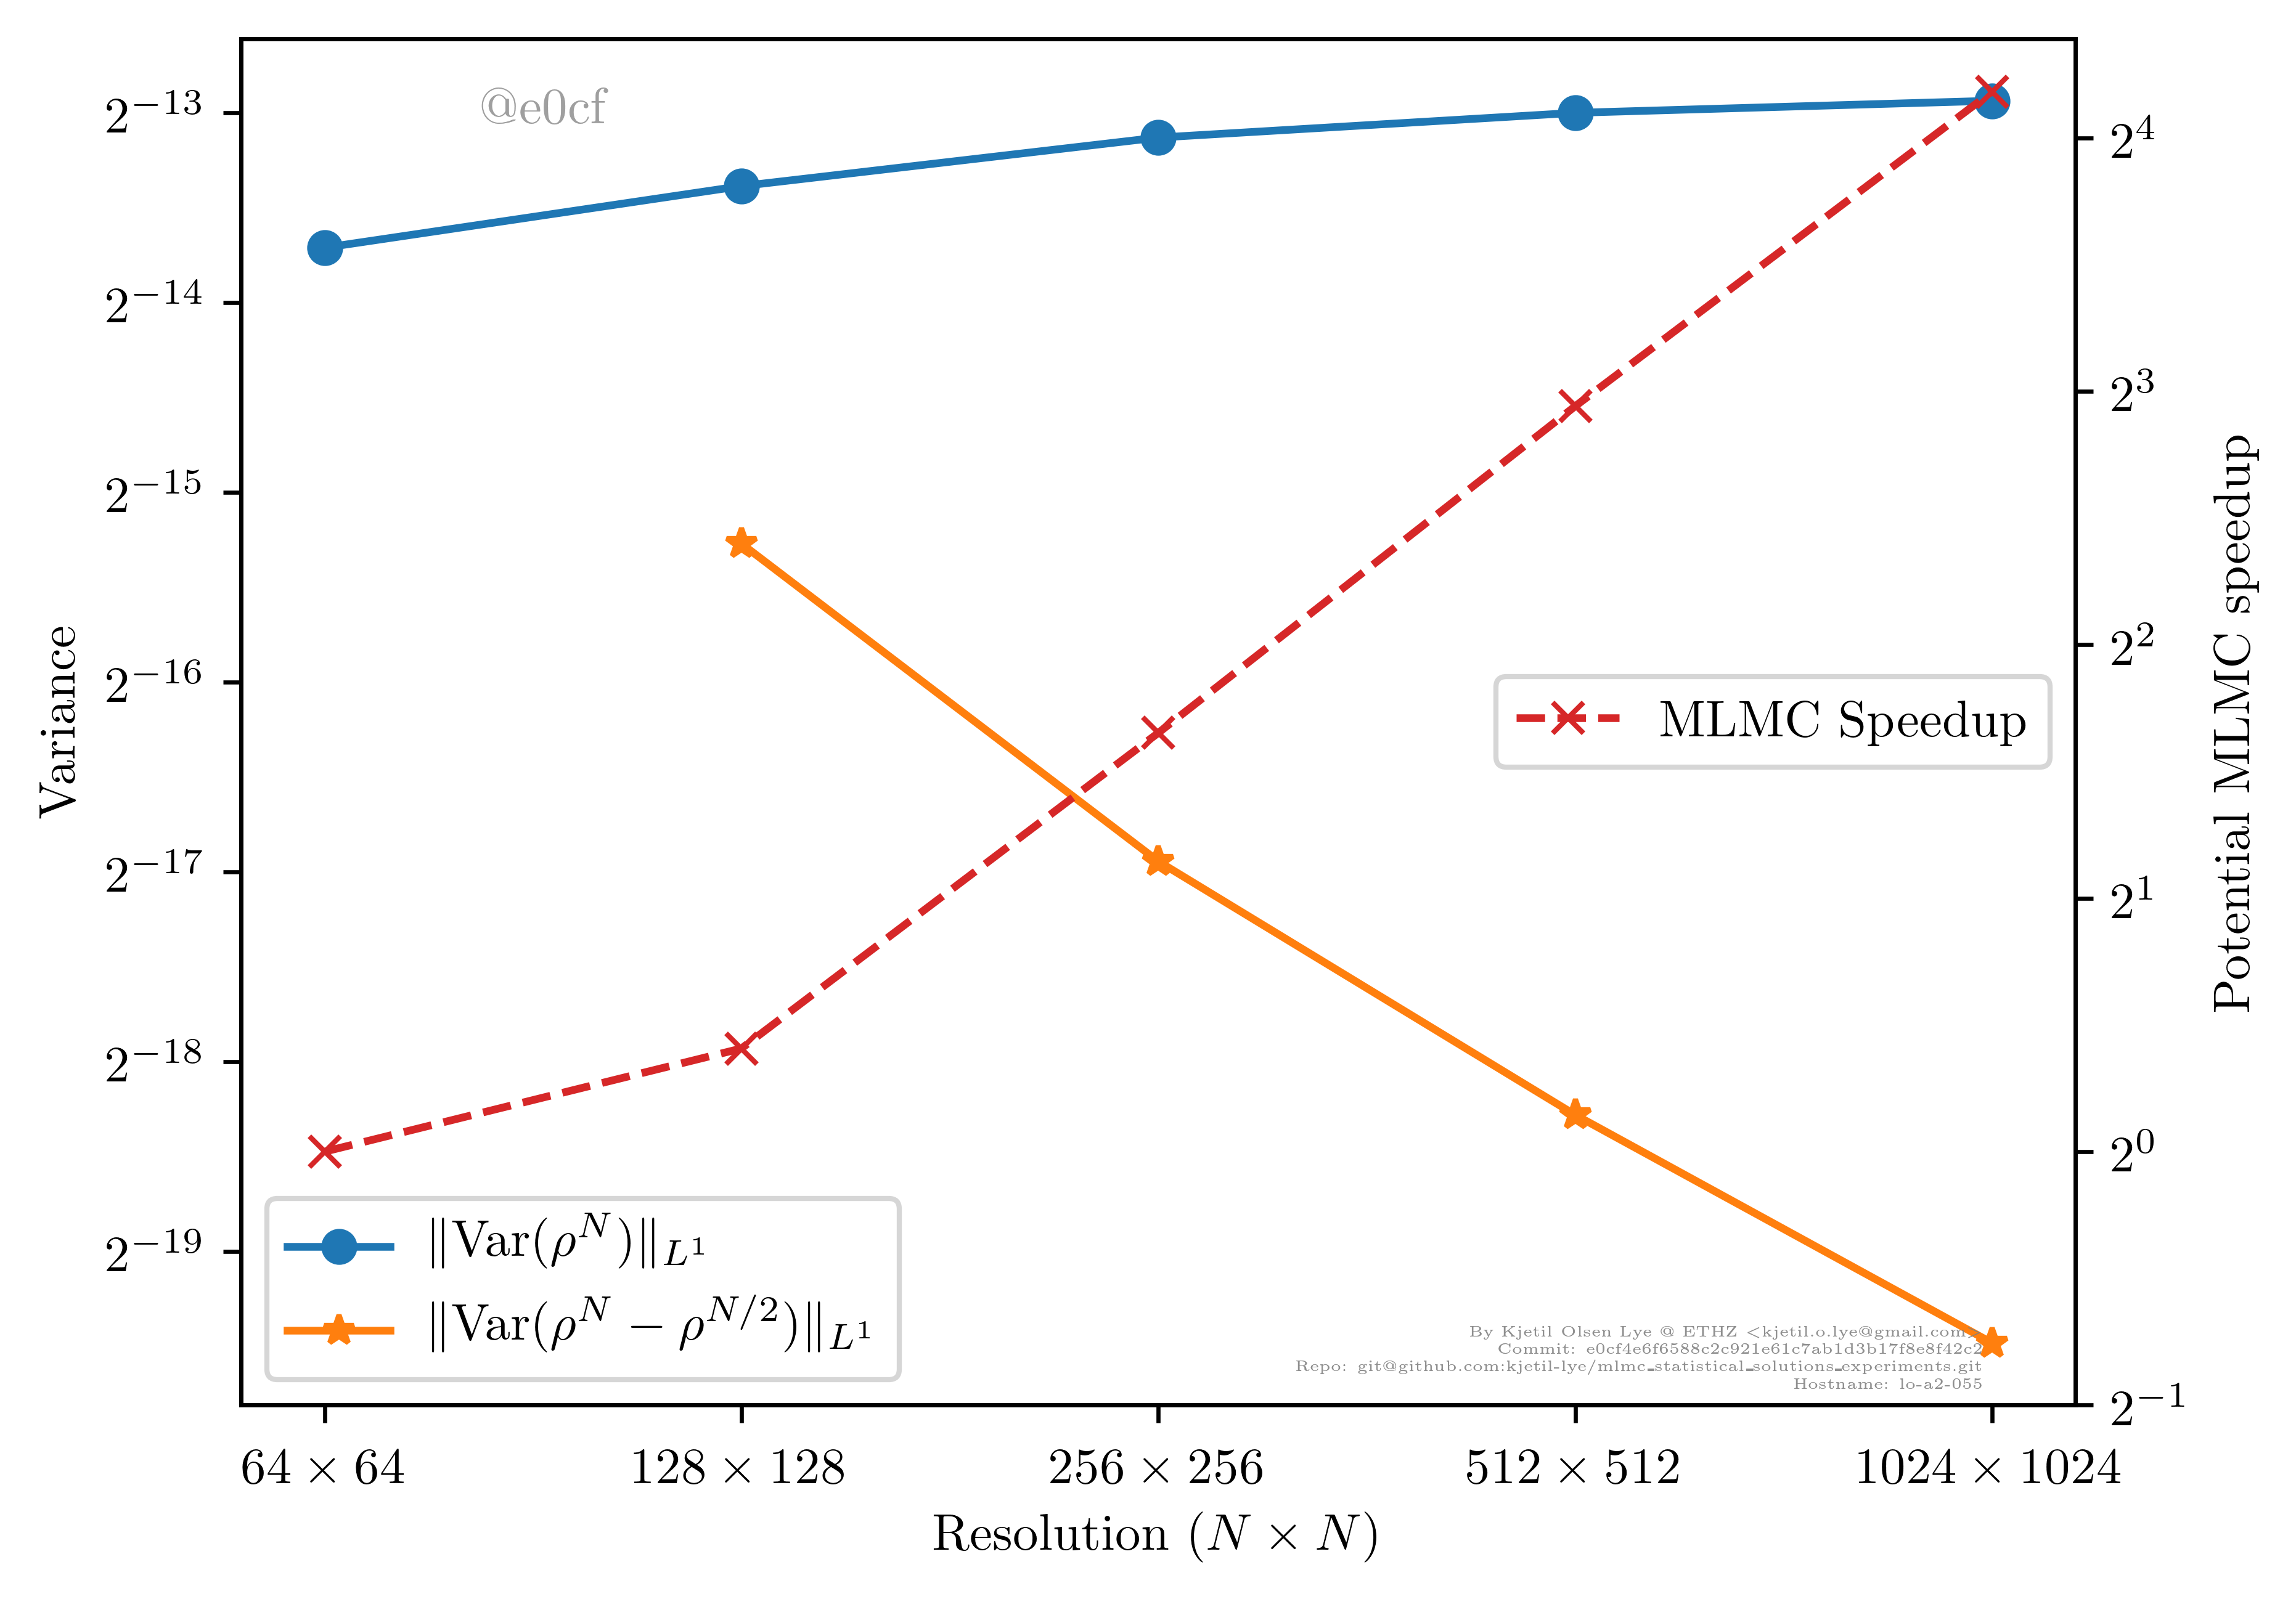 @e0cf
2^{-13}
2^{-14}
2^{-15}
2^{-16}
2^{-17}
2^{-18}
2^{-19}
Variance
2^4
2^3
2^2
2^1
2^0
2^{-1}
Potential MLMC speedup
MLMC Speedup
‖Var(ρ^N)‖_{L^1}
‖Var(ρ^N − ρ^{N/2})‖_{L^1}
By Kjetil Olsen Lye @ ETHZ <kjetil.o.lye@gmail.com>
Commit: e0cf4e6f6588c2c921e61c7ab1d3b17f8e8f42c2
Repo: git@github.com:kjetil-lye/mlmc_statistical_solutions_experiments.git
Hostname: lo-a2-055
64 × 64 128 × 128 256 × 256 512 × 512 1024 × 1024
Resolution (N × N)